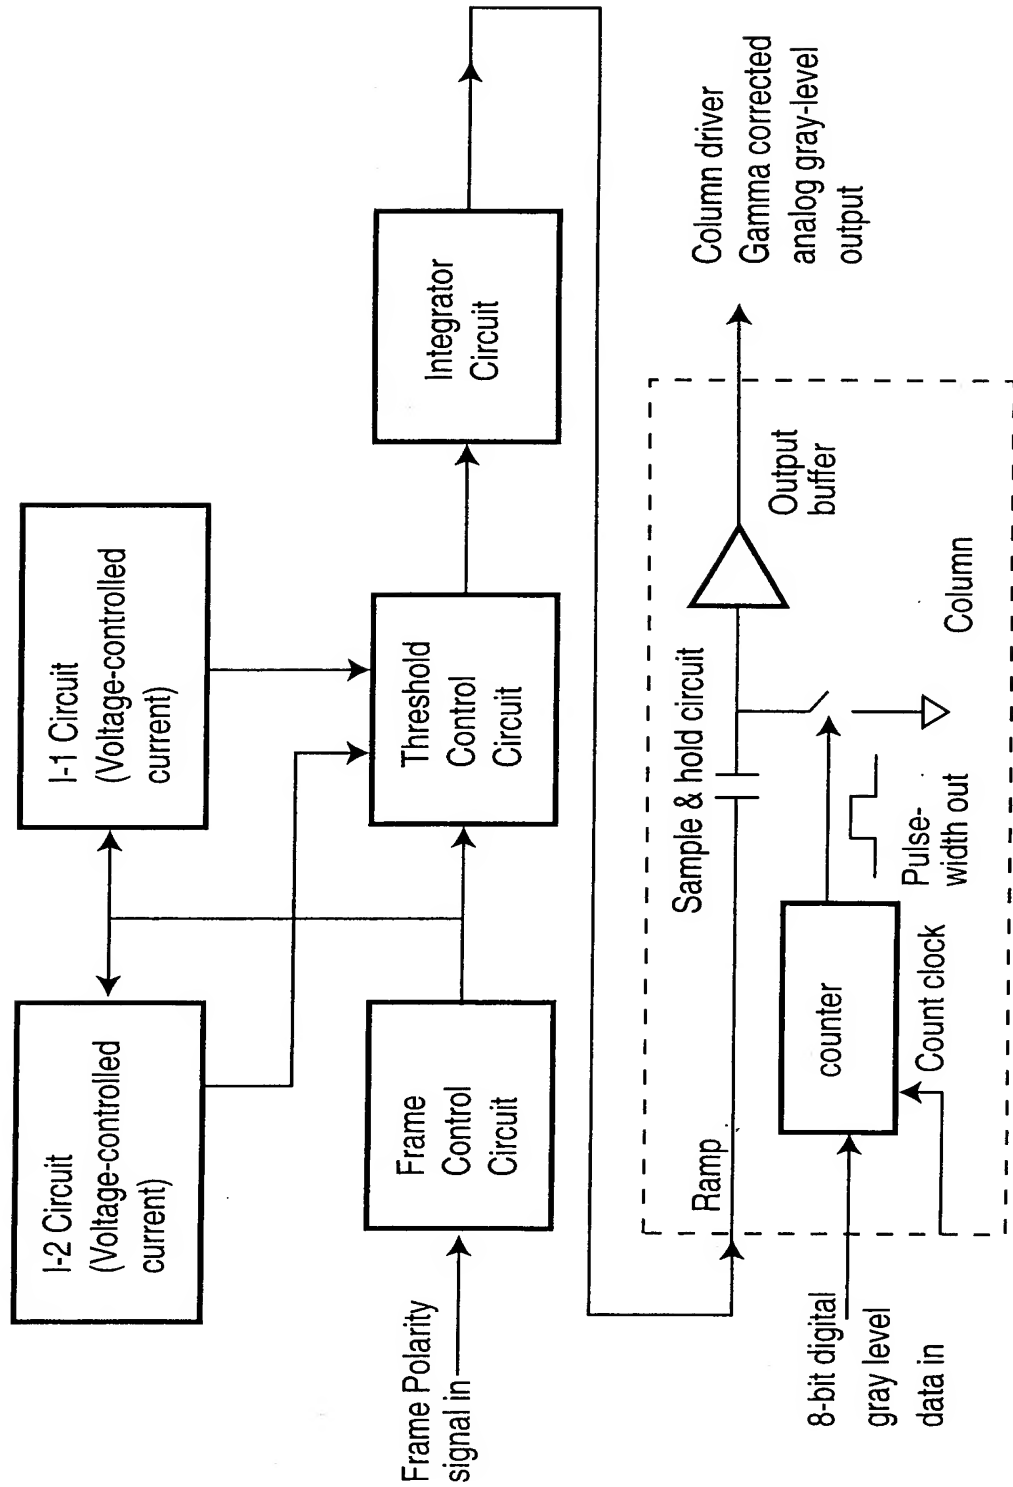 I-2 Circuit
(Voltage-controlled
current)
I-1 Circuit
(Voltage-controlled
current)
Frame Polarity
signal in
Frame
Control
Circuit
Threshold
Control
Circuit
Integrator
Circuit
Ramp
Sample & hold circuit
Output
buffer
Column driver
Gamma corrected
analog gray-level
output
8-bit digital
gray level
data in
counter
Count clock
Pulse-
width out
Column